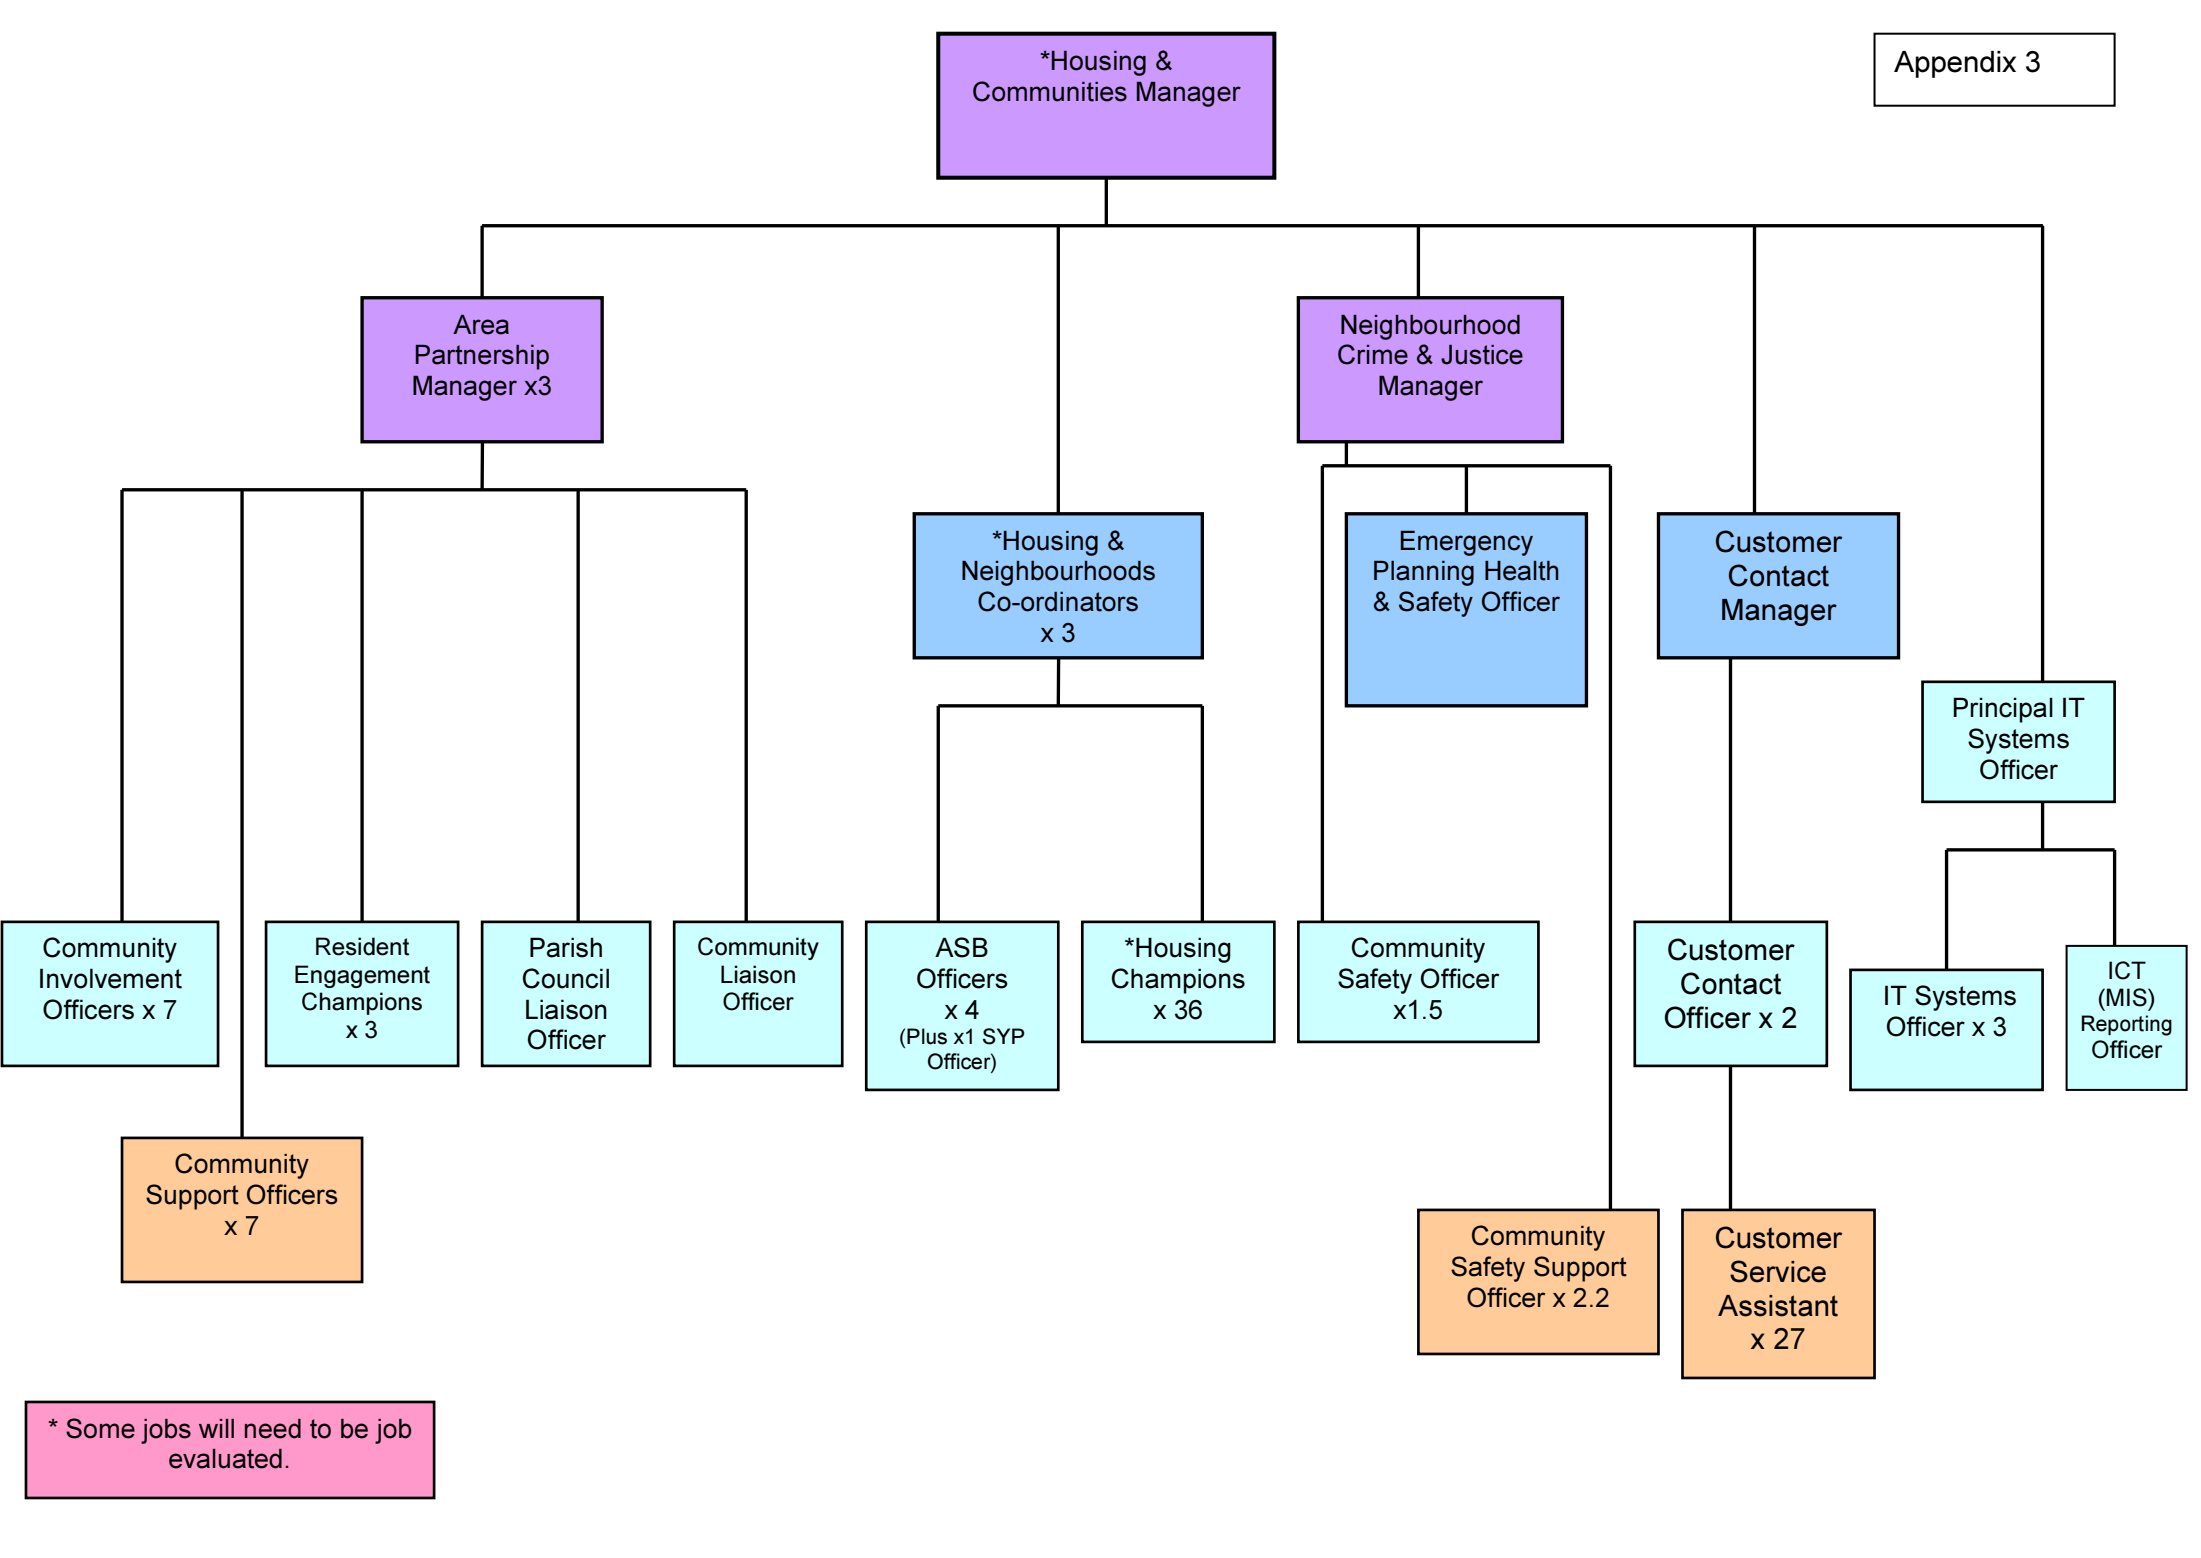 *Housing &
Communities Manager
Appendix 3
Area
Partnership
Manager x3
Neighbourhood
Crime & Justice
Manager
*Housing &
Neighbourhoods
Co-ordinators
x 3
Emergency
Planning Health
& Safety Officer
Customer
Contact
Manager
Principal IT
Systems
Officer
Community
Involvement
Officers x 7
Resident
Engagement
Champions
x 3
Parish
Council
Liaison
Officer
Community
Liaison
Officer
ASB
Officers
x 4
(Plus x1 SYP
Officer)
*Housing
Champions
x 36
Community
Safety Officer
x1.5
Customer
Contact
Officer x 2
IT Systems
Officer x 3
ICT
(MIS)
Reporting
Officer
Community
Support Officers
x 7
Community
Safety Support
Officer x 2.2
Customer
Service
Assistant
x 27
* Some jobs will need to be job
evaluated.